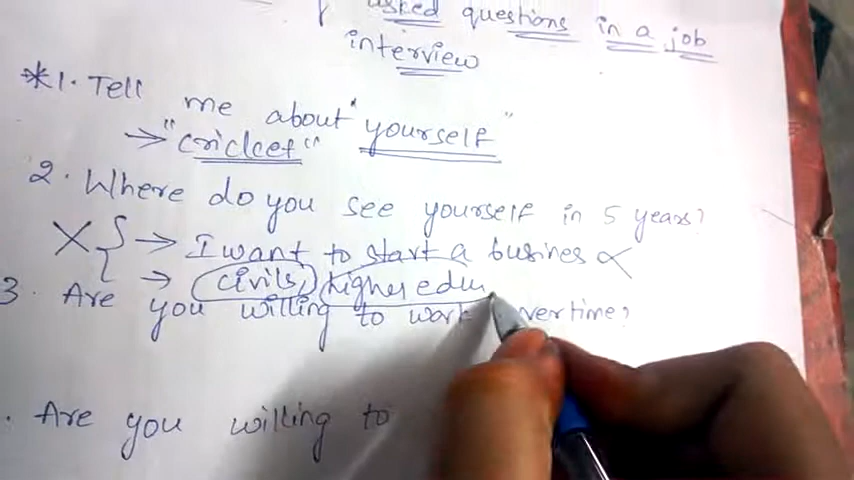 asked questions in a job
interview
*1. Tell me about "yourself"
→ "cricket"
2. Where do you see yourself in 5 years?
X { → I want to start a busines X
→ civils, higher edu
3. Are you willing to work overtime?
. Are you willing to